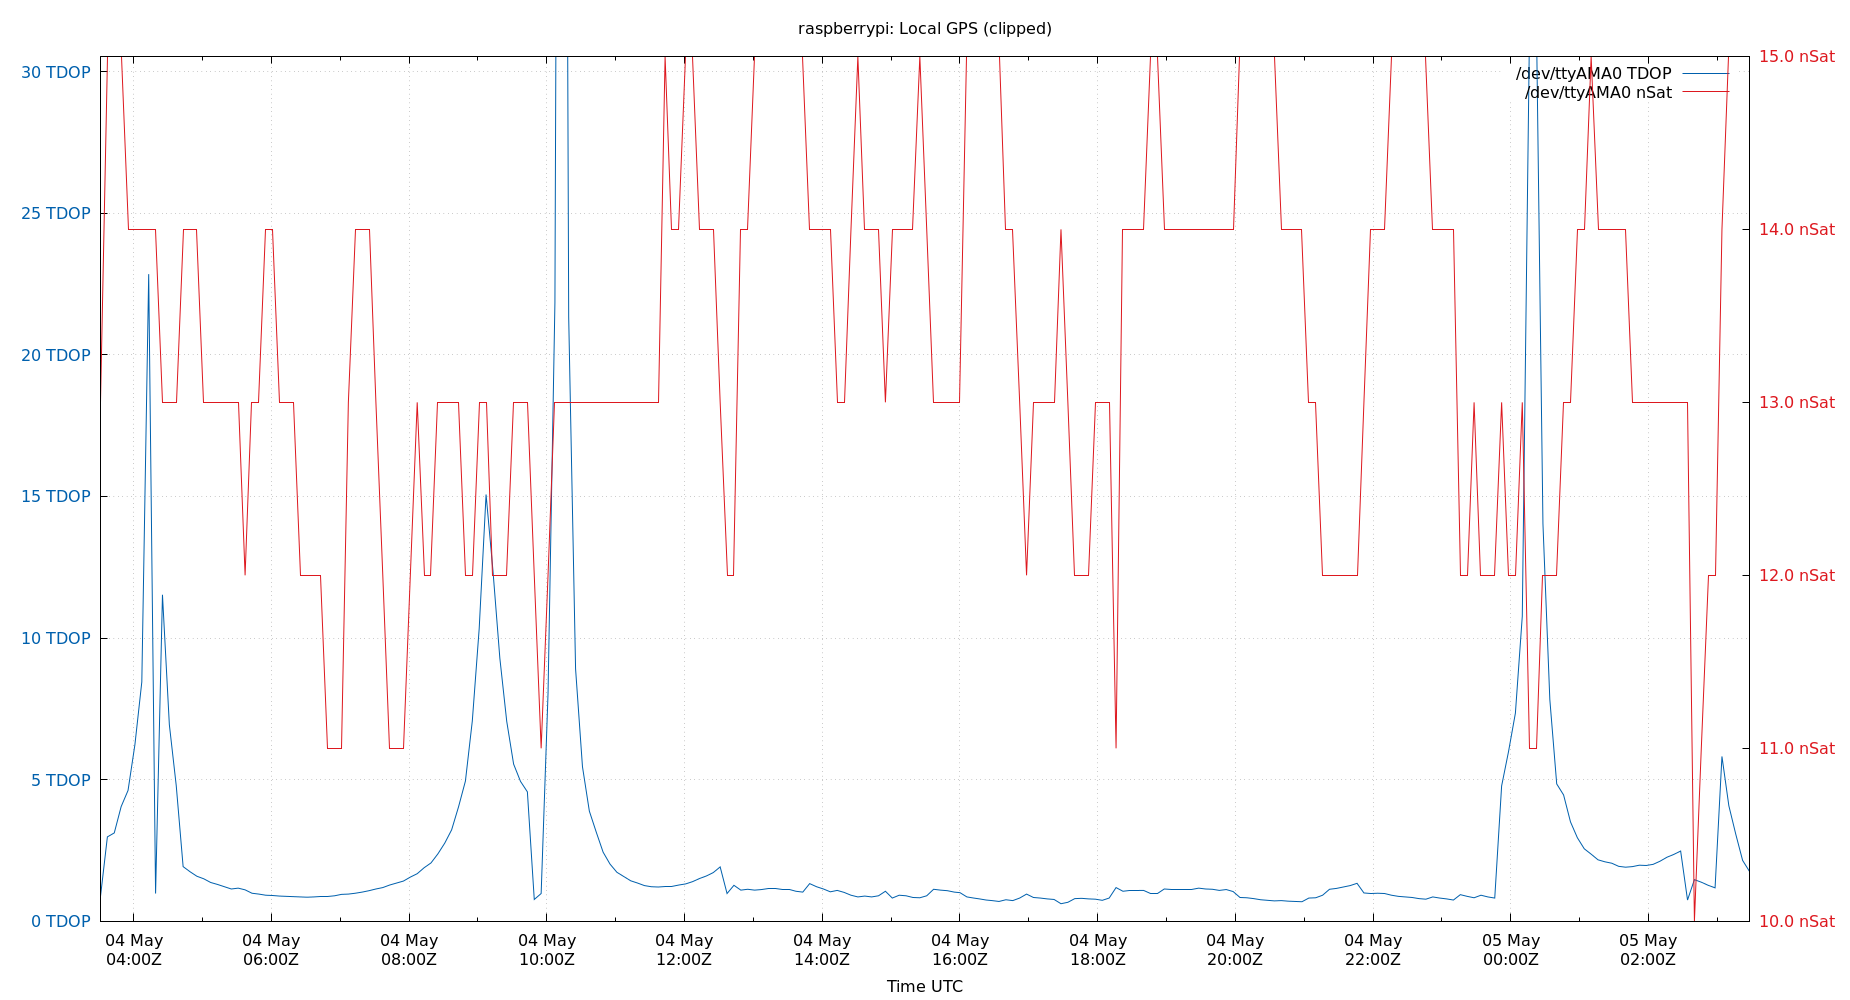 raspberrypi: Local GPS (clipped)
30 TDOP
25 TDOP
20 TDOP
15 TDOP
10 TDOP
5 TDOP
0 TDOP
15.0 nSat
14.0 nSat
13.0 nSat
12.0 nSat
11.0 nSat
10.0 nSat
/dev/ttyAMA0 TDOP
/dev/ttyAMA0 nSat
04 May
04:00Z
04 May
06:00Z
04 May
08:00Z
04 May
10:00Z
04 May
12:00Z
04 May
14:00Z
04 May
16:00Z
04 May
18:00Z
04 May
20:00Z
04 May
22:00Z
05 May
00:00Z
05 May
02:00Z
Time UTC